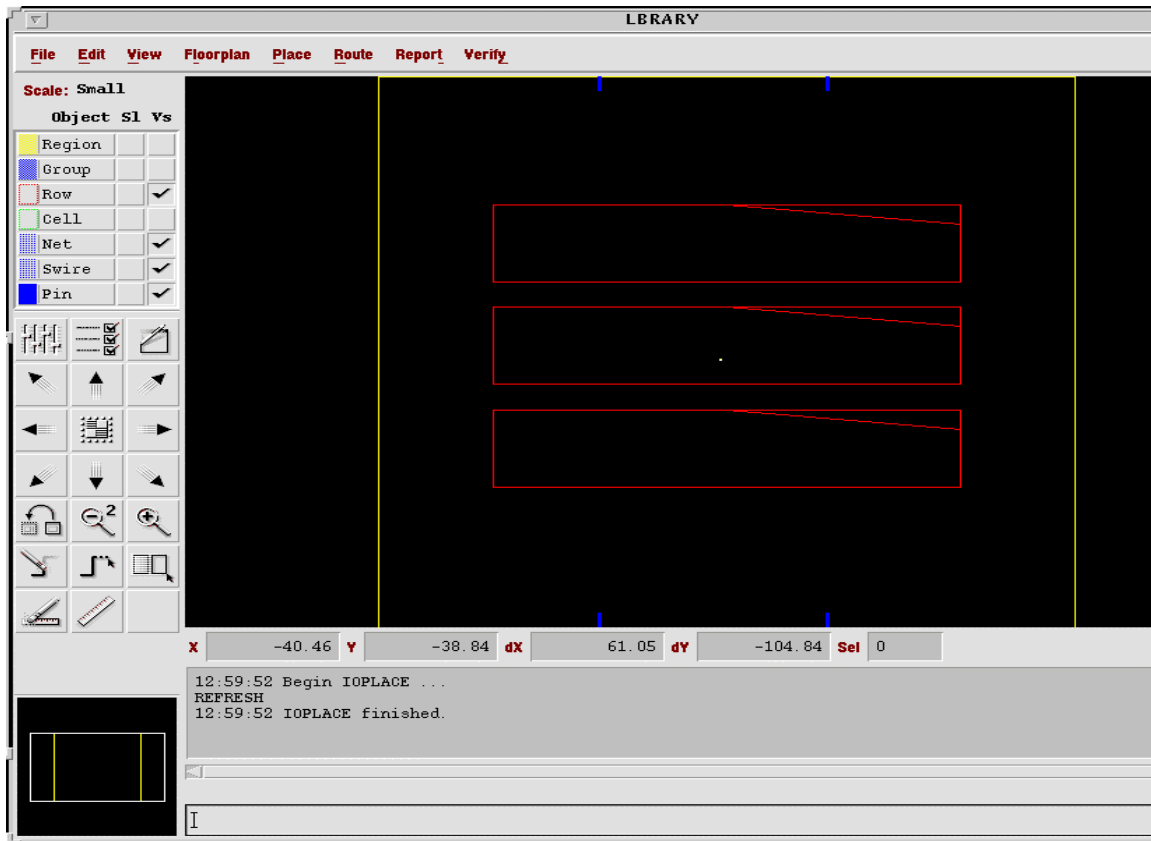 LBRARY
File Edit View Floorplan Place Route Report Verify
Scale: Small
Object Sl Vs
Region
Group
Row
Cell
Net
Swire
Pin
2
X -40.46 Y -38.84 dX 61.05 dY -104.84 Sel 0
12:59:52 Begin IOPLACE ...
REFRESH
12:59:52 IOPLACE finished.